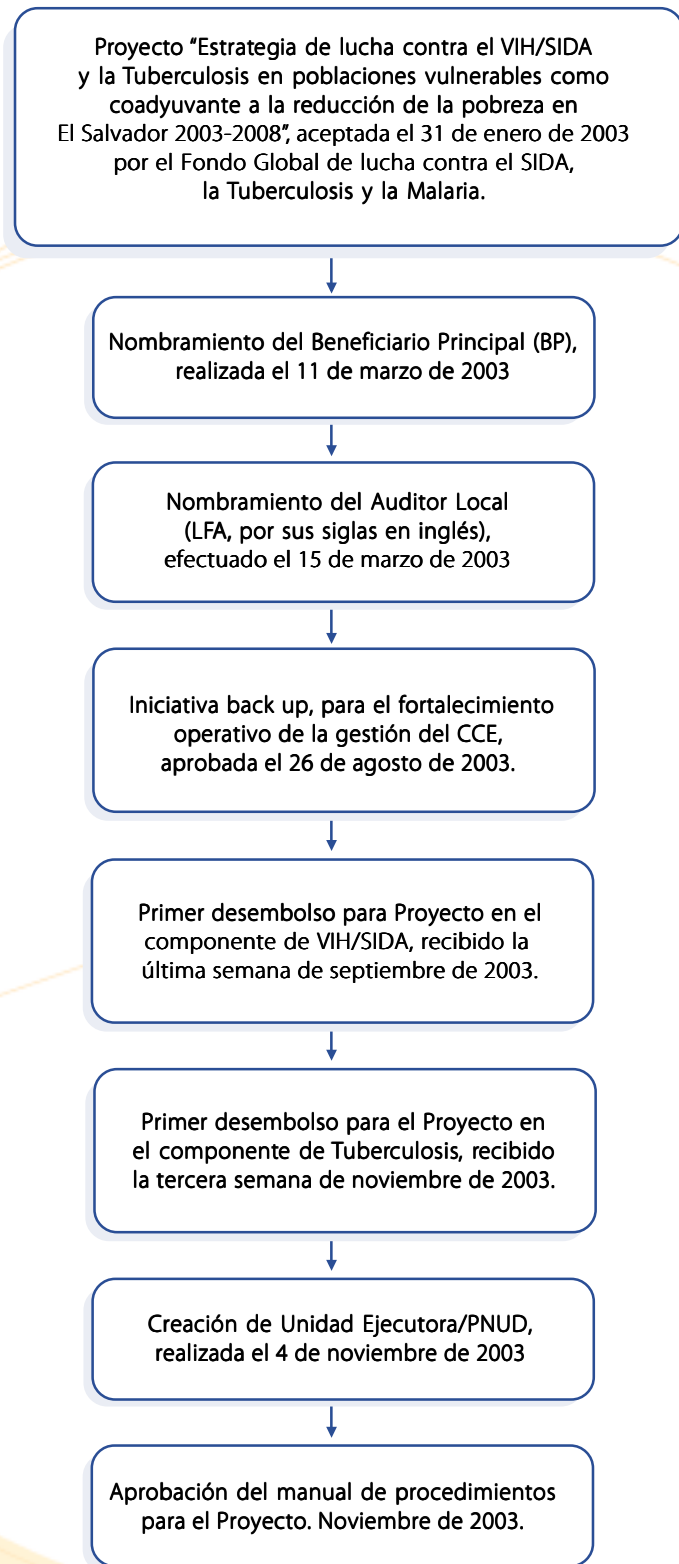 Proyecto “Estrategia de lucha contra el VIH/SIDA
y la Tuberculosis en poblaciones vulnerables como
coadyuvante a la reducción de la pobreza en
El Salvador 2003-2008”, aceptada el 31 de enero de 2003
por el Fondo Global de lucha contra el SIDA,
la Tuberculosis y la Malaria.
Nombramiento del Beneficiario Principal (BP),
realizada el 11 de marzo de 2003
Nombramiento del Auditor Local
(LFA, por sus siglas en inglés),
efectuado el 15 de marzo de 2003
Iniciativa back up, para el fortalecimiento
operativo de la gestión del CCE,
aprobada el 26 de agosto de 2003.
Primer desembolso para Proyecto en el
componente de VIH/SIDA, recibido la
última semana de septiembre de 2003.
Primer desembolso para el Proyecto en
el componente de Tuberculosis, recibido
la tercera semana de noviembre de 2003.
Creación de Unidad Ejecutora/PNUD,
realizada el 4 de noviembre de 2003
Aprobación del manual de procedimientos
para el Proyecto. Noviembre de 2003.